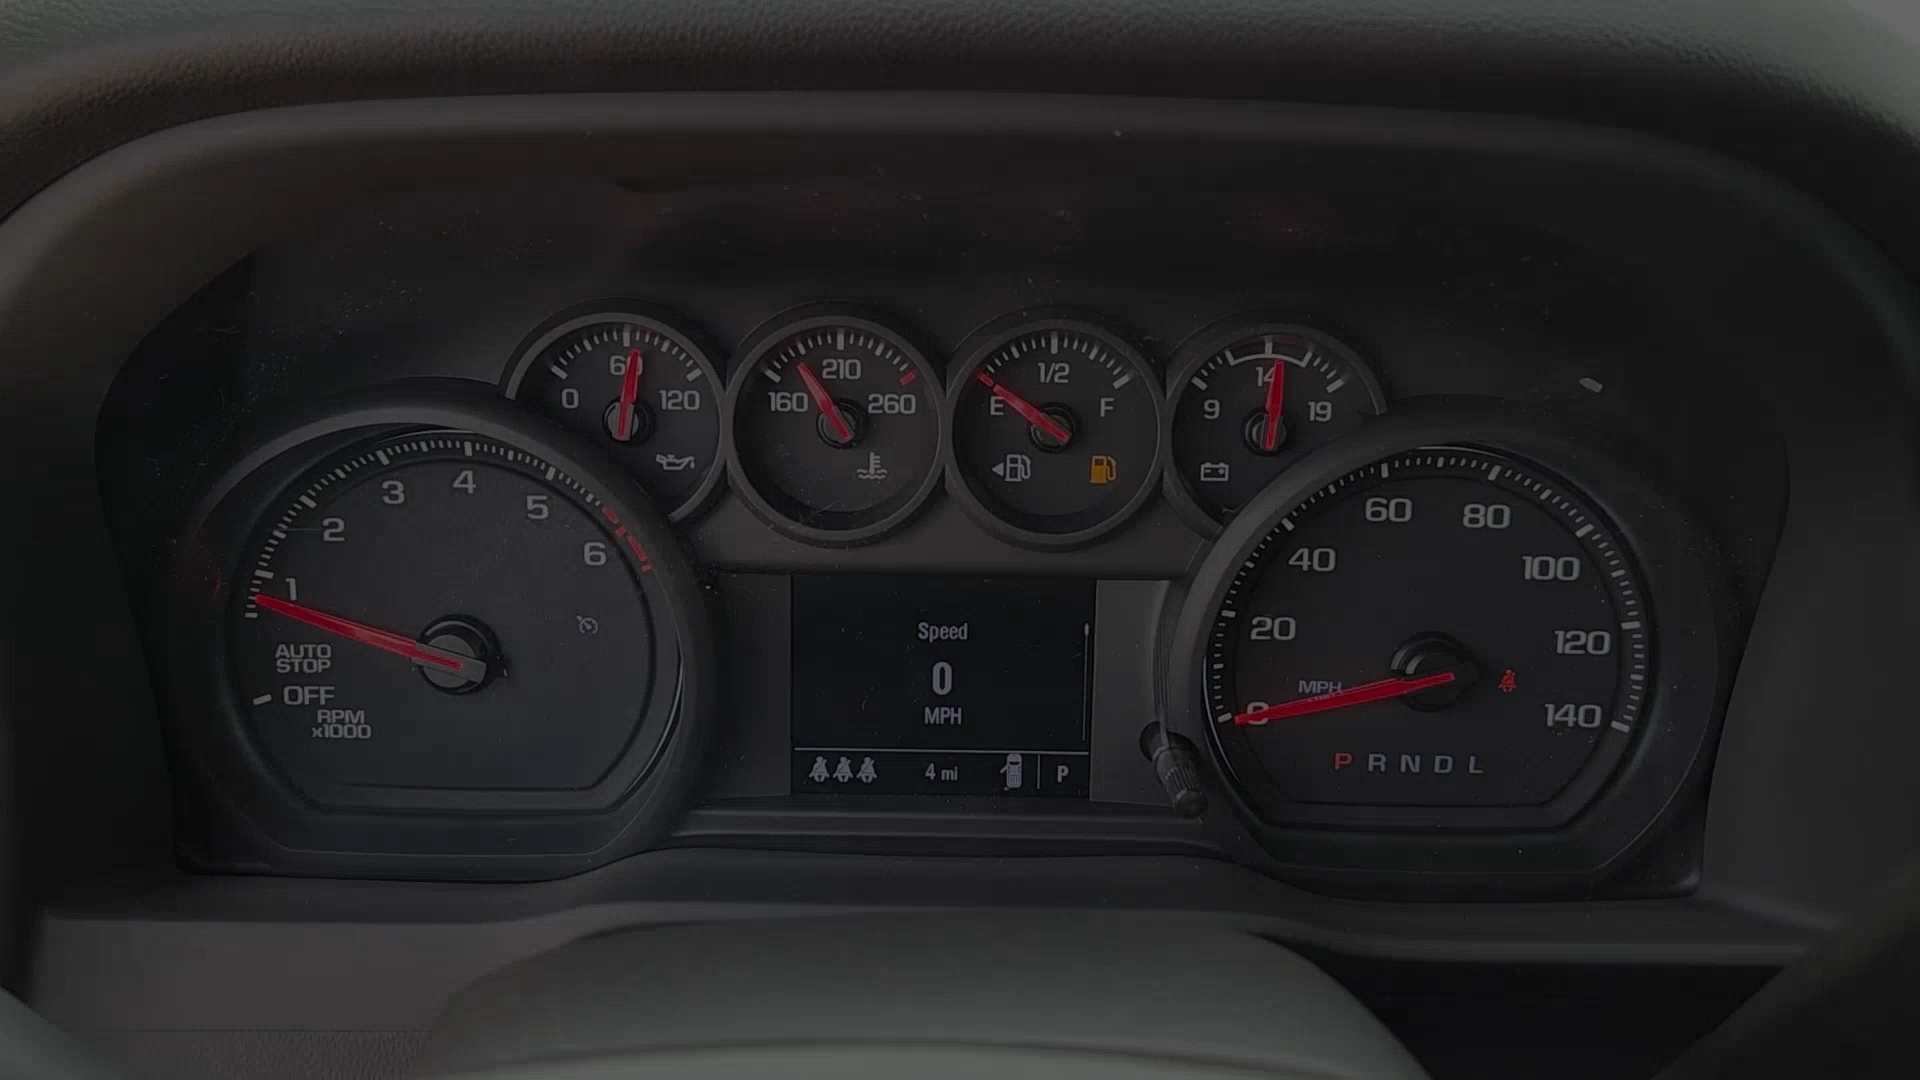 0 60 120
160 210 260
E 1/2 F
9 14 19
1 2 3 4 5 6
AUTO
STOP
OFF
RPM
x1000
Speed
0
MPH
4 mi
P
0 20 40 60 80 100 120 140
MPH
P R N D L